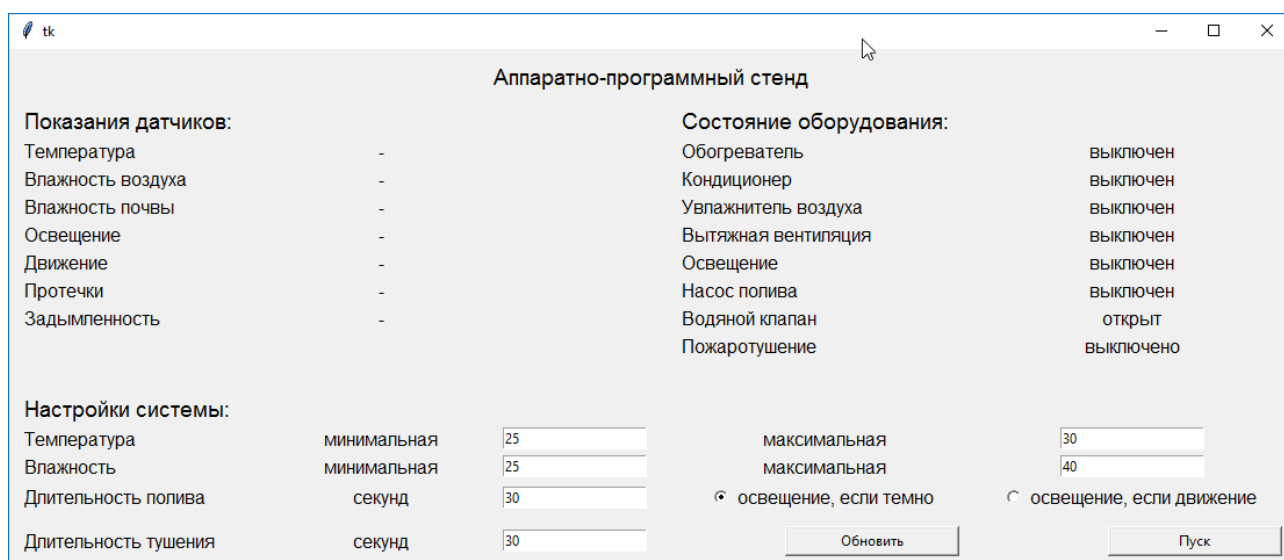 tk
Аппаратно-программный стенд
Показания датчиков: Состояние оборудования:
Температура - Обогреватель выключен
Влажность воздуха - Кондиционер выключен
Влажность почвы - Увлажнитель воздуха выключен
Освещение - Вытяжная вентиляция выключен
Движение - Освещение выключен
Протечки - Насос полива выключен
Задымленность - Водяной клапан открыт
Пожаротушение выключено
Настройки системы:
Температура минимальная 25 максимальная 30
Влажность минимальная 25 максимальная 40
Длительность полива секунд 30 освещение, если темно освещение, если движение
Длительность тушения секунд 30 Обновить Пуск